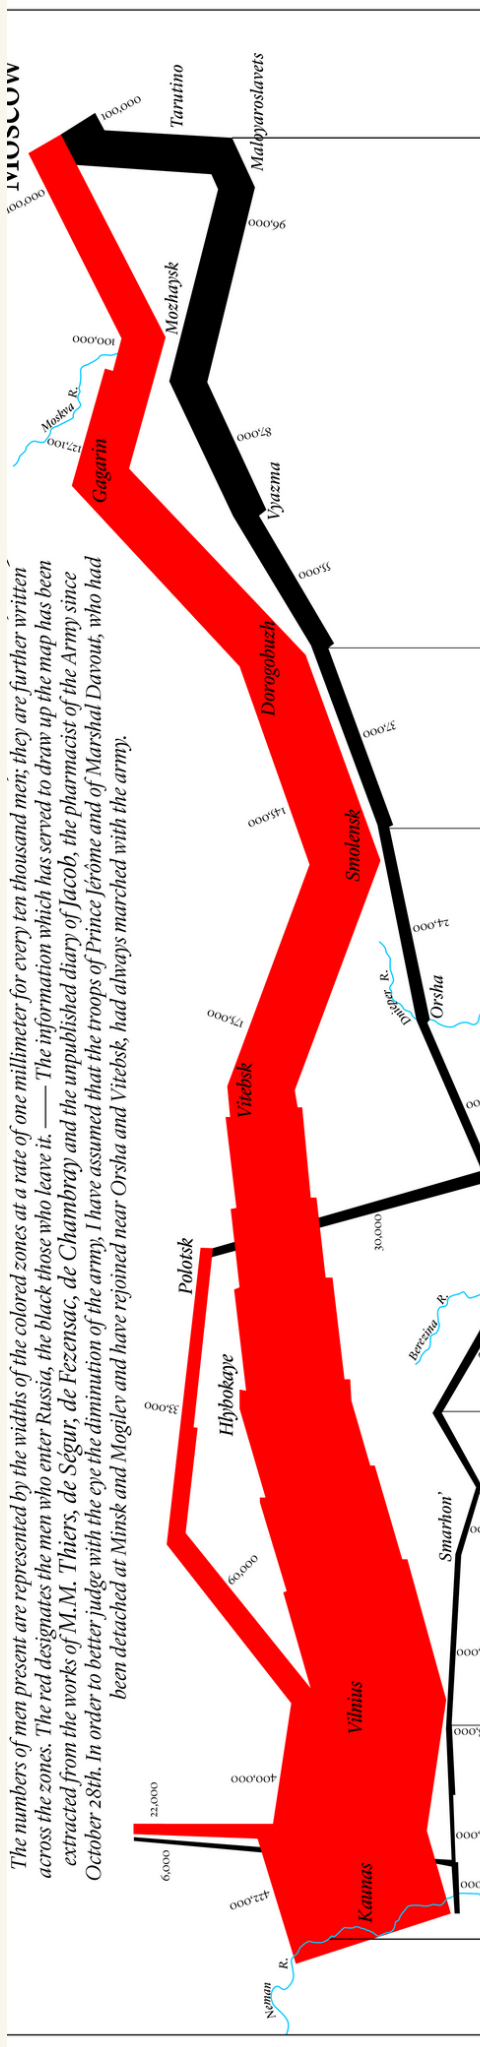 The numbers of men present are represented by the widths of the colored zones at a rate of one millimeter for every ten thousand men; they are further written
across the zones. The red designates the men who enter Russia, the black those who leave it. —— The information which has served to draw up the map has been
extracted from the works of M.M. Thiers, de Ségur, de Fezensac, de Chambray and the unpublished diary of Jacob, the pharmacist of the Army since
October 28th. In order to better judge with the eye the diminution of the army, I have assumed that the troops of Prince Jérôme and of Marshal Davout, who had
been detached at Minsk and Mogilev and have rejoined near Orsha and Vitebsk, had always marched with the army.
Moscow
100,000
100,000
Tarutino
Maloyaroslavets
96,000
Mozhaysk
100,000
Moskva R.
127,100
Gagarin
87,000
Vyazma
55,000
Dorogobuzh
37,000
145,000
Smolensk
24,000
Dnieper R.
Orsha
175,000
Vitebsk
30,000
Polotsk
Berezina R.
33,000
Hlybokaye
Smarhon'
60,000
Vilnius
400,000
22,000
6,000
422,000
Kaunas
Neman R.